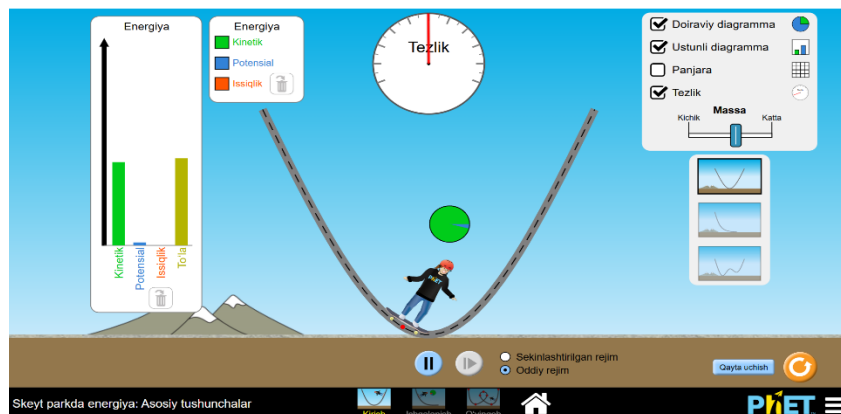 Energiya
Kinetik
Potensial
Issiqlik
To'la
Energiya
Kinetik
Potensial
Issiqlik
Tezlik
Doiraviy diagramma
Ustunli diagramma
Panjara
Tezlik
Massa
Kichik
Katta
Sekinlashtirilgan rejim
Oddiy rejim
Qayta uchish
Skeyt parkda energiya: Asosiy tushunchalar
Kirish
PhET